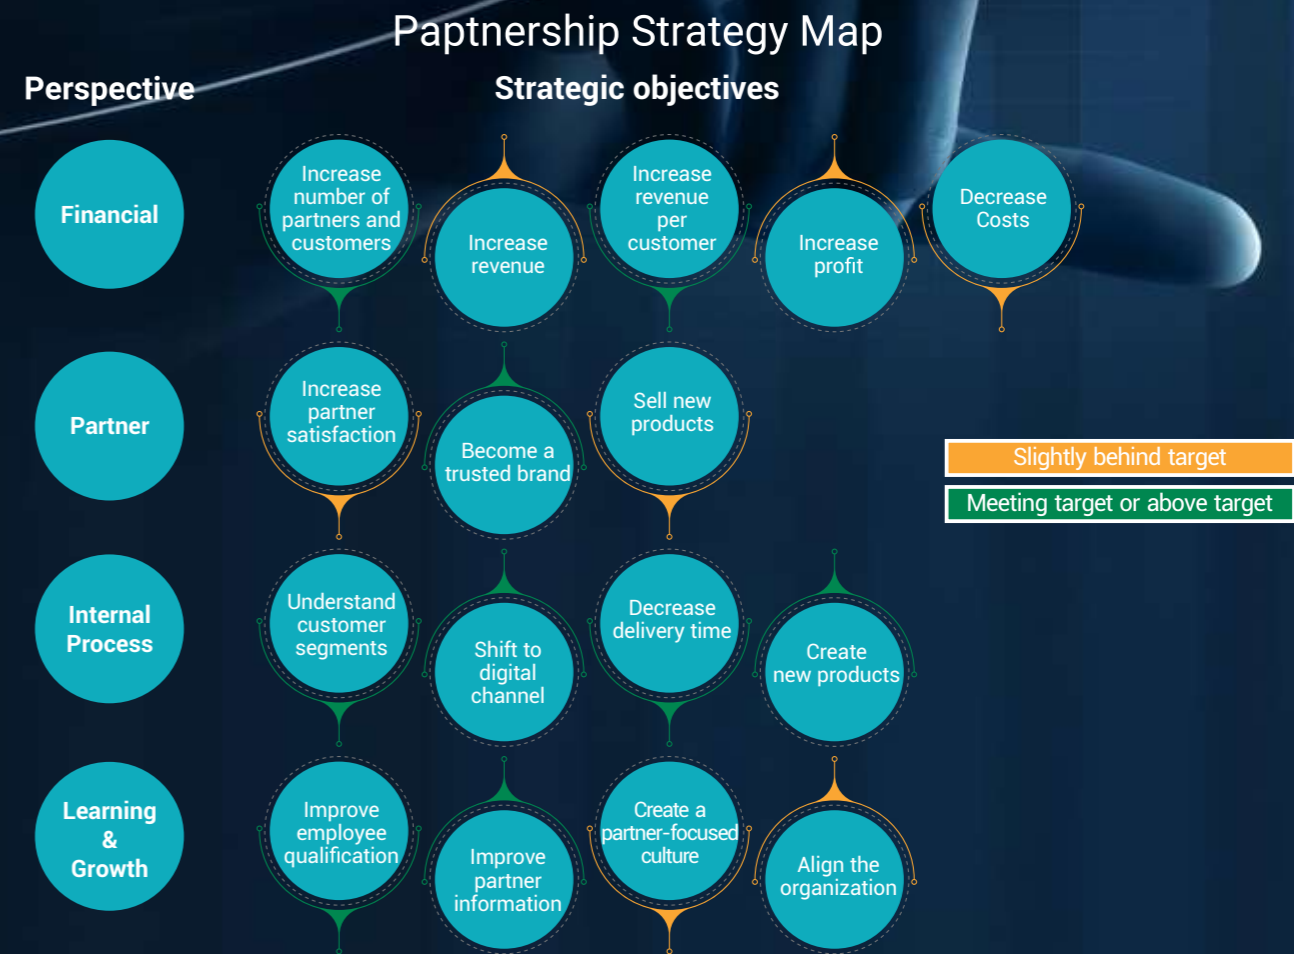 Paptnership Strategy Map
Perspective
Strategic objectives
Financial
Increase
number of
partners and
customers
Increase
revenue
Increase
revenue
per
customer
Increase
profit
Decrease
Costs
Partner
Increase
partner
satisfaction
Become a
trusted brand
Sell new
products
Slightly behind target
Meeting target or above target
Internal
Process
Understand
customer
segments
Shift to
digital
channel
Decrease
delivery time
Create
new products
Learning
&
Growth
Improve
employee
qualification
Improve
partner
information
Create a
partner-focused
culture
Align the
organization